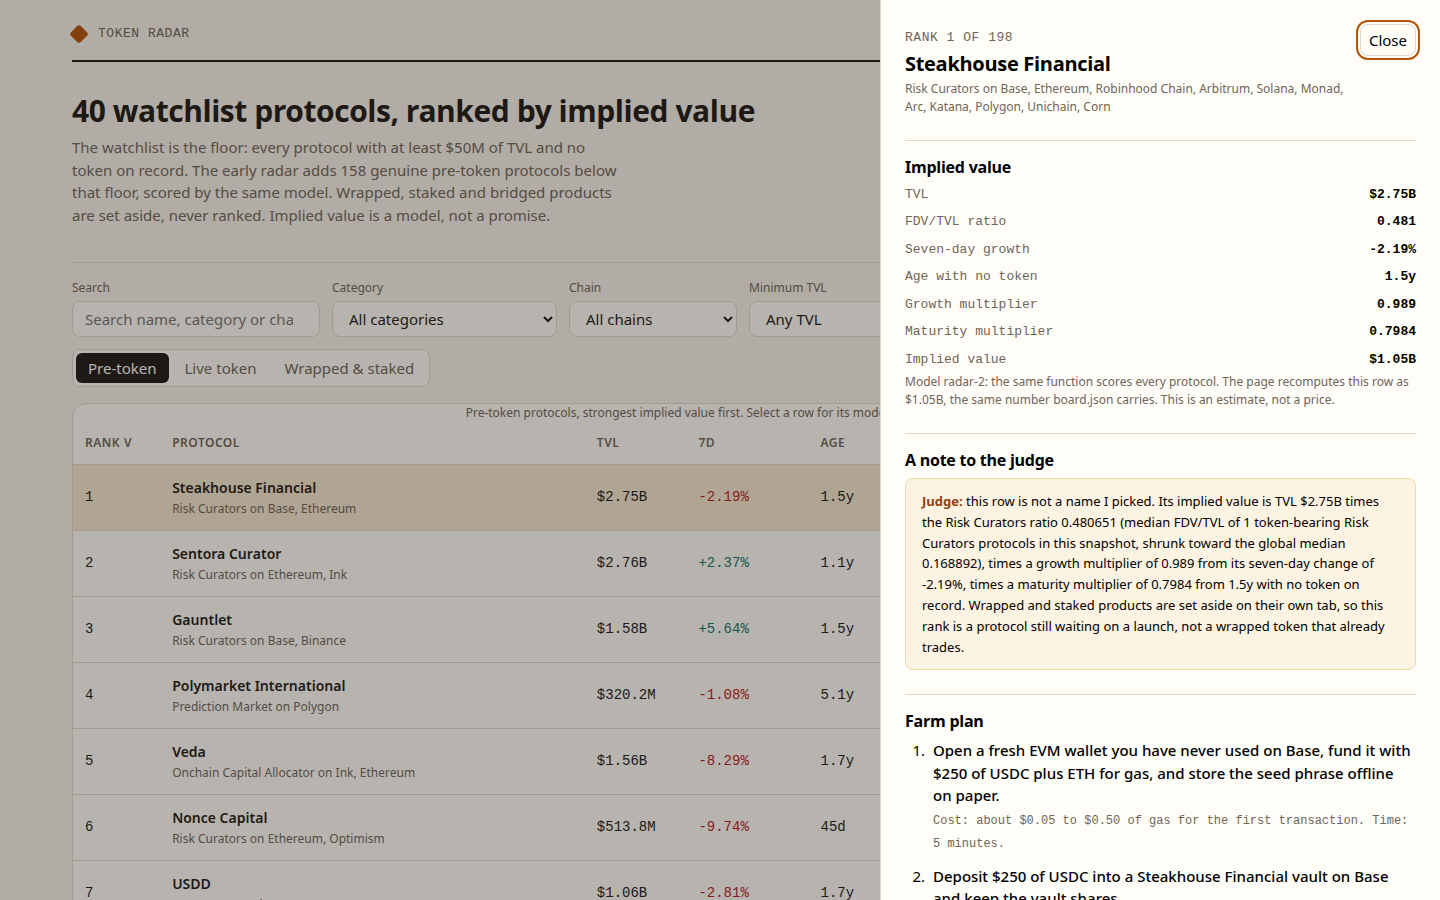 TOKEN RADAR
40 watchlist protocols, ranked by implied value
The watchlist is the floor: every protocol with at least $50M of TVL and no
token on record. The early radar adds 158 genuine pre-token protocols below
that floor, scored by the same model. Wrapped, staked and bridged products
are set aside, never ranked. Implied value is a model, not a promise.
Search
Category
Chain
Minimum TVL
Search name, category or cha
All categories
All chains
Any TVL
Pre-token
Live token
Wrapped & staked
Pre-token protocols, strongest implied value first. Select a row for its mod
RANK V PROTOCOL TVL 7D AGE
1 Steakhouse Financial $2.75B -2.19% 1.5y
Risk Curators on Base, Ethereum
2 Sentora Curator $2.76B +2.37% 1.1y
Risk Curators on Ethereum, Ink
3 Gauntlet $1.58B +5.64% 1.5y
Risk Curators on Base, Binance
4 Polymarket International $320.2M -1.08% 5.1y
Prediction Market on Polygon
5 Veda $1.56B -8.29% 1.7y
Onchain Capital Allocator on Ink, Ethereum
6 Nonce Capital $513.8M -9.74% 45d
Risk Curators on Ethereum, Optimism
7 USDD $1.06B -2.81% 1.7y
RANK 1 OF 198
Close
Steakhouse Financial
Risk Curators on Base, Ethereum, Robinhood Chain, Arbitrum, Solana, Monad,
Arc, Katana, Polygon, Unichain, Corn
Implied value
TVL $2.75B
FDV/TVL ratio 0.481
Seven-day growth -2.19%
Age with no token 1.5y
Growth multiplier 0.989
Maturity multiplier 0.7984
Implied value $1.05B
Model radar-2: the same function scores every protocol. The page recomputes this row as
$1.05B, the same number board.json carries. This is an estimate, not a price.
A note to the judge
Judge: this row is not a name I picked. Its implied value is TVL $2.75B times
the Risk Curators ratio 0.480651 (median FDV/TVL of 1 token-bearing Risk
Curators protocols in this snapshot, shrunk toward the global median
0.168892), times a growth multiplier of 0.989 from its seven-day change of
-2.19%, times a maturity multiplier of 0.7984 from 1.5y with no token on
record. Wrapped and staked products are set aside on their own tab, so this
rank is a protocol still waiting on a launch, not a wrapped token that already
trades.
Farm plan
1. Open a fresh EVM wallet you have never used on Base, fund it with
$250 of USDC plus ETH for gas, and store the seed phrase offline
on paper.
Cost: about $0.05 to $0.50 of gas for the first transaction. Time:
5 minutes.
2. Deposit $250 of USDC into a Steakhouse Financial vault on Base
and keep the vault shares